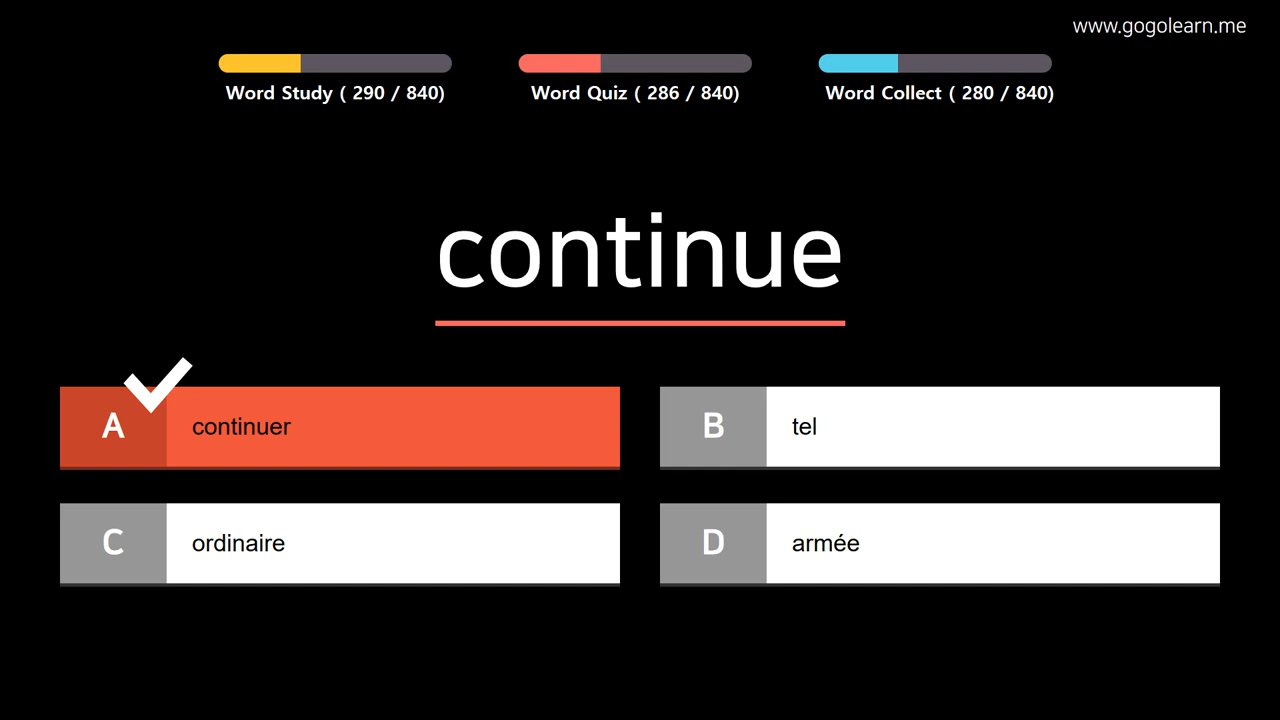 www.gogolearn.me
Word Study ( 290 / 840)
Word Quiz ( 286 / 840)
Word Collect ( 280 / 840)
continue
A continuer
B tel
C ordinaire
D armée